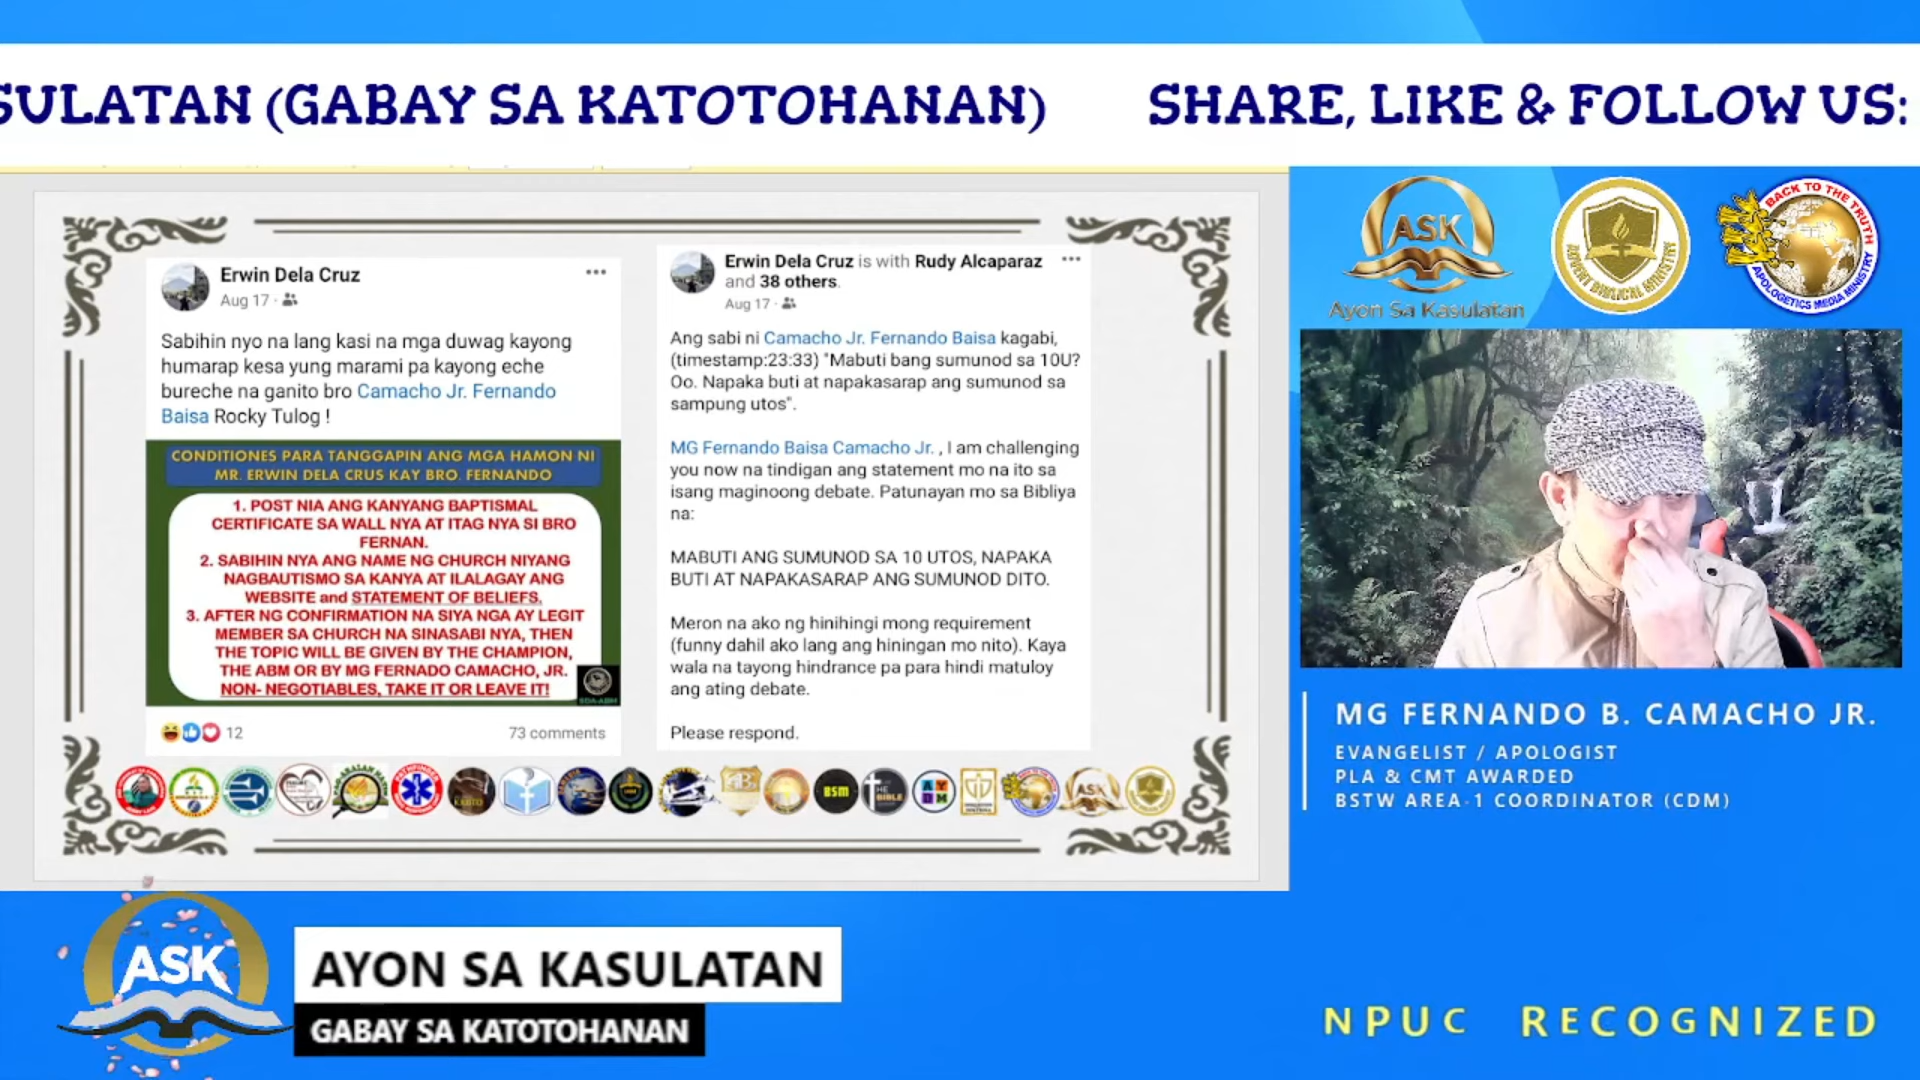 SULATAN (GABAY SA KATOTOHANAN) SHARE, LIKE & FOLLOW US:
Erwin Dela Cruz
Aug 17
Sabihin nyo na lang kasi na mga duwag kayong
humarap kesa yung marami pa kayong eche
bureche na ganito bro Camacho Jr. Fernando
Baisa Rocky Tulog !
CONDITIONES PARA TANGGAPIN ANG MGA HAMON NI
MR. ERWIN DELA CRUS KAY BRO. FERNANDO
1. POST NIA ANG KANYANG BAPTISMAL
CERTIFICATE SA WALL NYA AT ITAG NYA SI BRO
FERNAN.
2. SABIHIN NYA ANG NAME NG CHURCH NIYANG
NAGBAUTISMO SA KANYA AT ILALAGAY ANG
WEBSITE and STATEMENT OF BELIEFS.
3. AFTER NG CONFIRMATION NA SIYA NGA AY LEGIT
MEMBER SA CHURCH NA SINASABI NYA, THEN
THE TOPIC WILL BE GIVEN BY THE CHAMPION,
THE ABM OR BY MG FERNADO CAMACHO, JR.
NON- NEGOTIABLES, TAKE IT OR LEAVE IT!
SDA-ABM
12 73 comments
Erwin Dela Cruz is with Rudy Alcaparaz
and 38 others.
Aug 17
Ang sabi ni Camacho Jr. Fernando Baisa kagabi,
(timestamp:23:33) "Mabuti bang sumunod sa 10U?
Oo. Napaka buti at napakasarap ang sumunod sa
sampung utos".
MG Fernando Baisa Camacho Jr. , I am challenging
you now na tindigan ang statement mo na ito sa
isang maginoong debate. Patunayan mo sa Bibliya
na:
MABUTI ANG SUMUNOD SA 10 UTOS, NAPAKA
BUTI AT NAPAKASARAP ANG SUMUNOD DITO.
Meron na ako ng hinihingi mong requirement
(funny dahil ako lang ang hiningan mo nito). Kaya
wala na tayong hindrance pa para hindi matuloy
ang ating debate.
Please respond.
BSM
ASK
Ayon Sa Kasulatan
ADVENT BIBLICAL MINISTRY
BACK TO THE TRUTH
APOLOGETICS MEDIA MINISTRY
MG FERNANDO B. CAMACHO JR.
EVANGELIST / APOLOGIST
PLA & CMT AWARDED
BSTW AREA-1 COORDINATOR (CDM)
ASK
AYON SA KASULATAN
GABAY SA KATOTOHANAN
NPUC RECOGNIZED